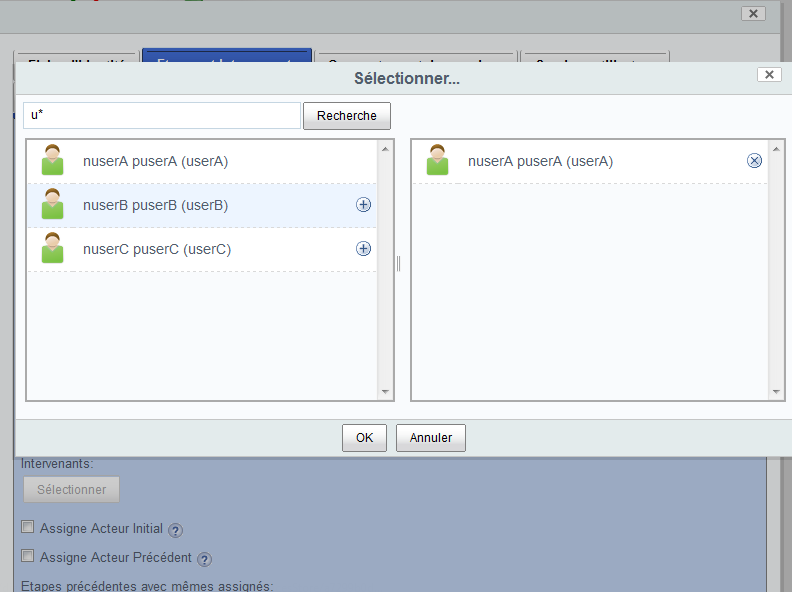 Sélectionner...
u*
Recherche
nuserA puserA (userA)
nuserB puserB (userB)
nuserC puserC (userC)
nuserA puserA (userA)
OK
Annuler
Intervenants:
Sélectionner
Assigne Acteur Initial ?
Assigne Acteur Précédent ?
Etapes précédentes avec mêmes assignés: